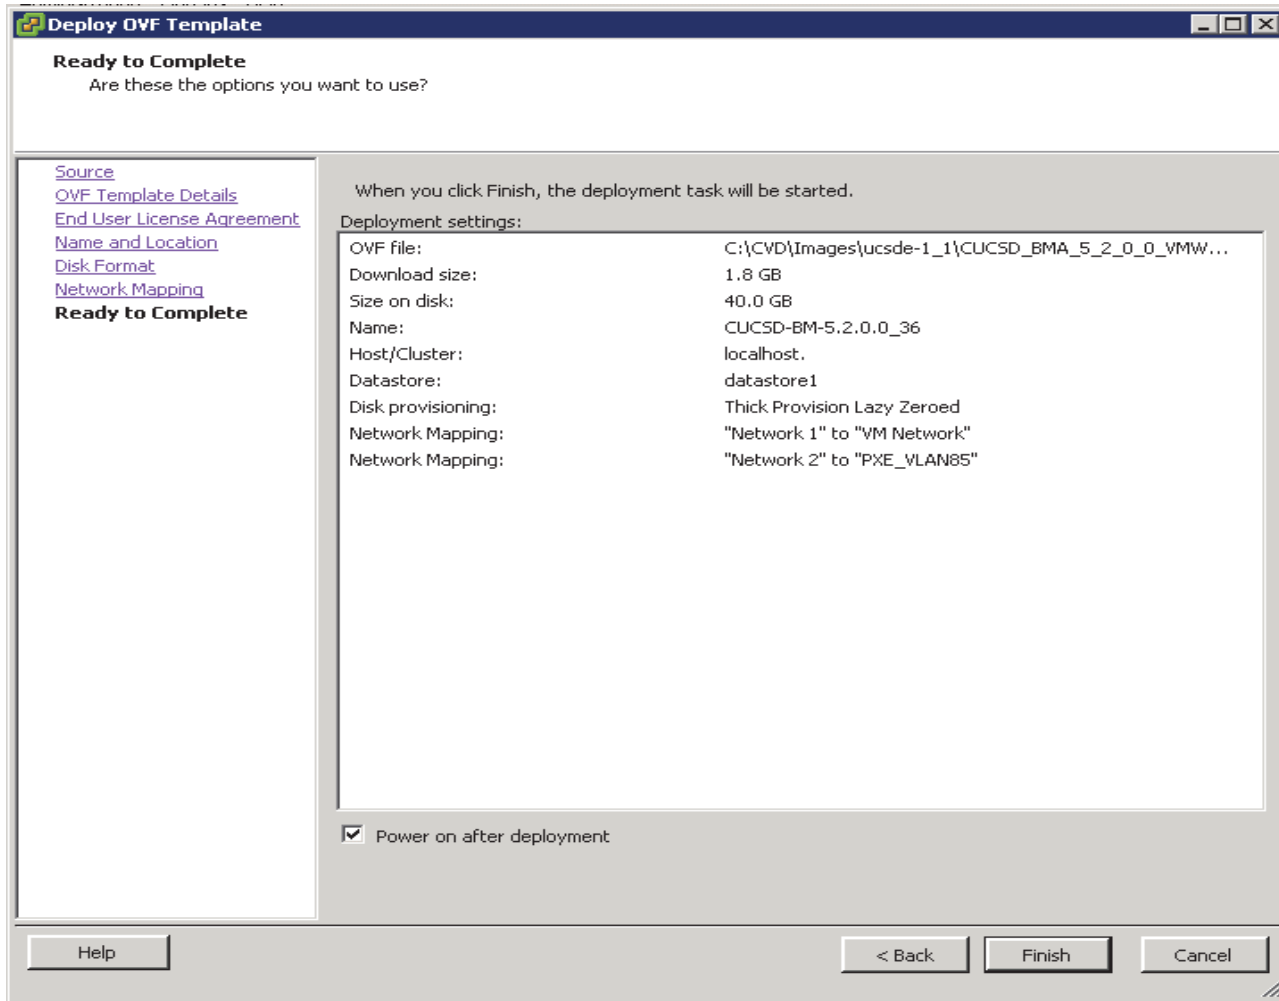 Deploy OVF Template
Ready to Complete
Are these the options you want to use?
Source
OVF Template Details
End User License Agreement
Name and Location
Disk Format
Network Mapping
Ready to Complete
When you click Finish, the deployment task will be started.
Deployment settings:
OVF file: C:\CVD\Images\ucsde-1_1\CUCSD_BMA_5_2_0_0_VMW...
Download size: 1.8 GB
Size on disk: 40.0 GB
Name: CUCSD-BM-5.2.0.0_36
Host/Cluster: localhost.
Datastore: datastore1
Disk provisioning: Thick Provision Lazy Zeroed
Network Mapping: "Network 1" to "VM Network"
Network Mapping: "Network 2" to "PXE_VLAN85"
Power on after deployment
Help
< Back
Finish
Cancel